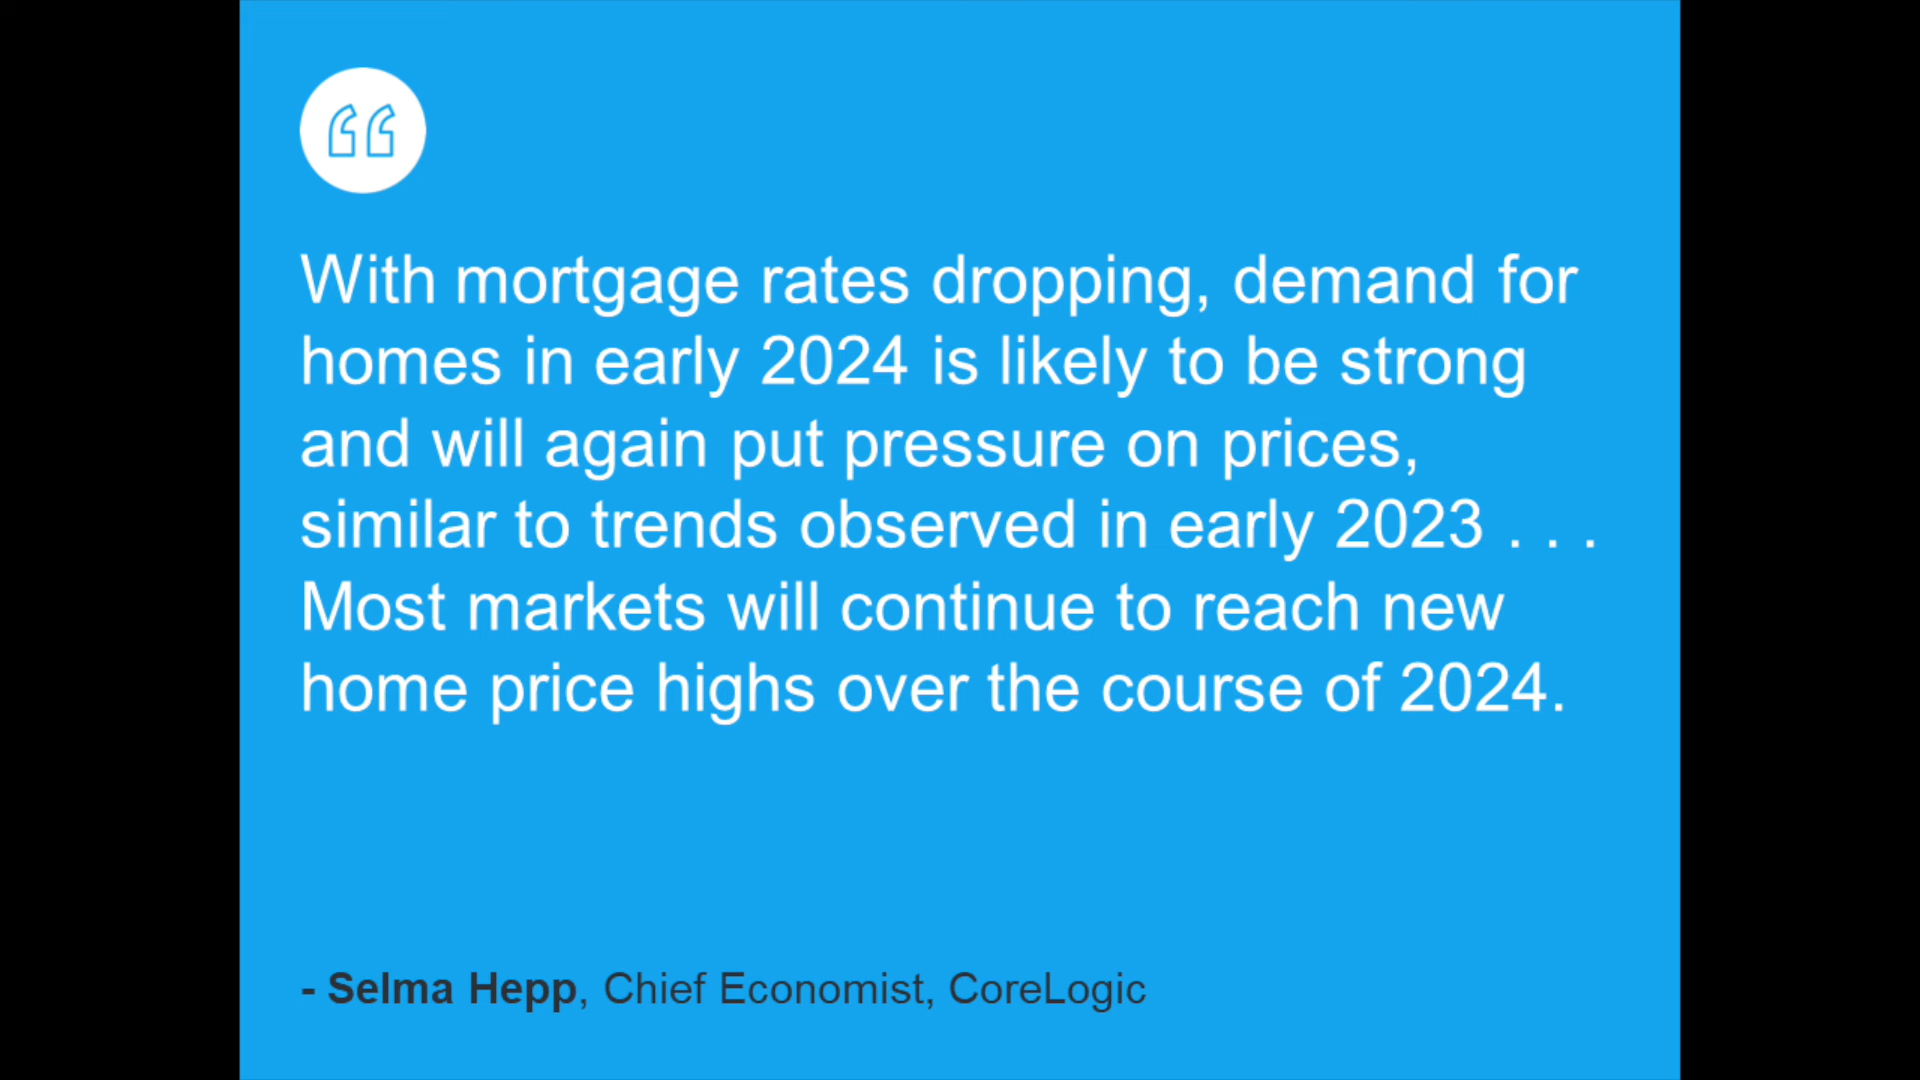 “
With mortgage rates dropping, demand for
homes in early 2024 is likely to be strong
and will again put pressure on prices,
similar to trends observed in early 2023 . . .
Most markets will continue to reach new
home price highs over the course of 2024.
- Selma Hepp, Chief Economist, CoreLogic